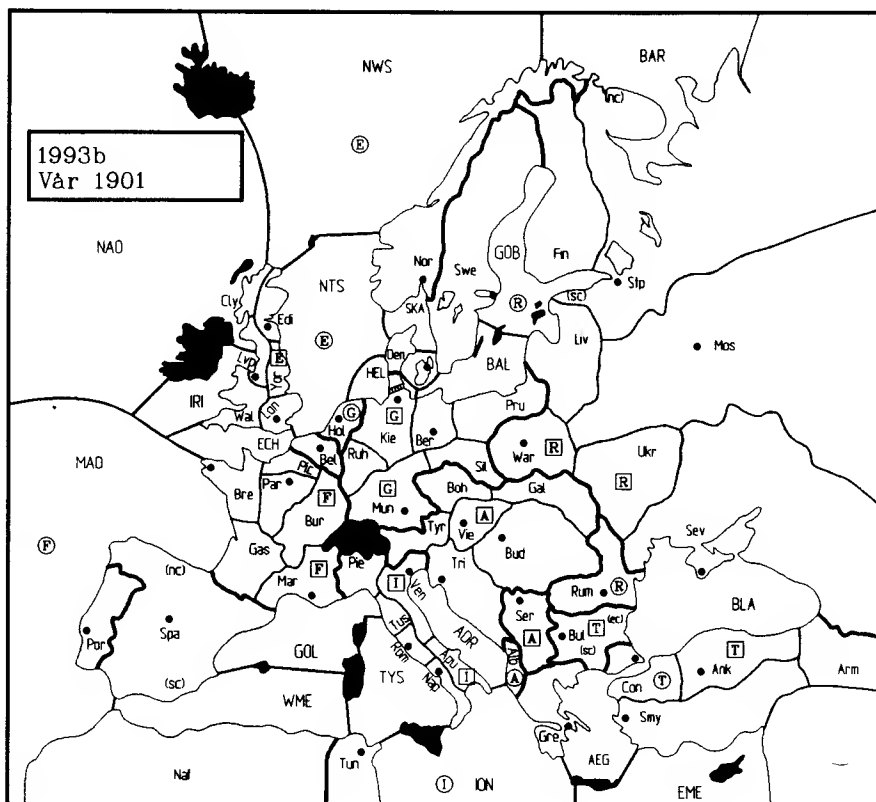 NWS
BAR
(nc)
1993b
Vår 1901
E
NAO
NTS
Nor
Swe
GOB
Fin
Stp
(sc)
R
Cly
Edi
SKA
E
Liv
Mos
Lvp
E
Yor
Den
BAL
HEL
IRI
Wal
Lon
Hol
G
G
Kie
Ber
Pru
War
R
Ukr
ECH
Bel
Ruh
Sil
R
MAO
Pic
Par
Bre
F
Bur
G
Mun
Boh
Gal
A
Tyr
Vie
Bud
Sev
F
Gas
(nc)
Mar
F
Pie
I
Ven
Tri
Rum
R
BLA
Por
Spa
Tus
ADR
Ser
A
Bul
T
(ec)
(sc)
T
GOL
Rom
Apu
Alb
Ank
Arm
(sc)
TYS
Nap
I
A
Con
T
WME
Smy
Gre
Naf
Tun
I
ION
AEG
EME